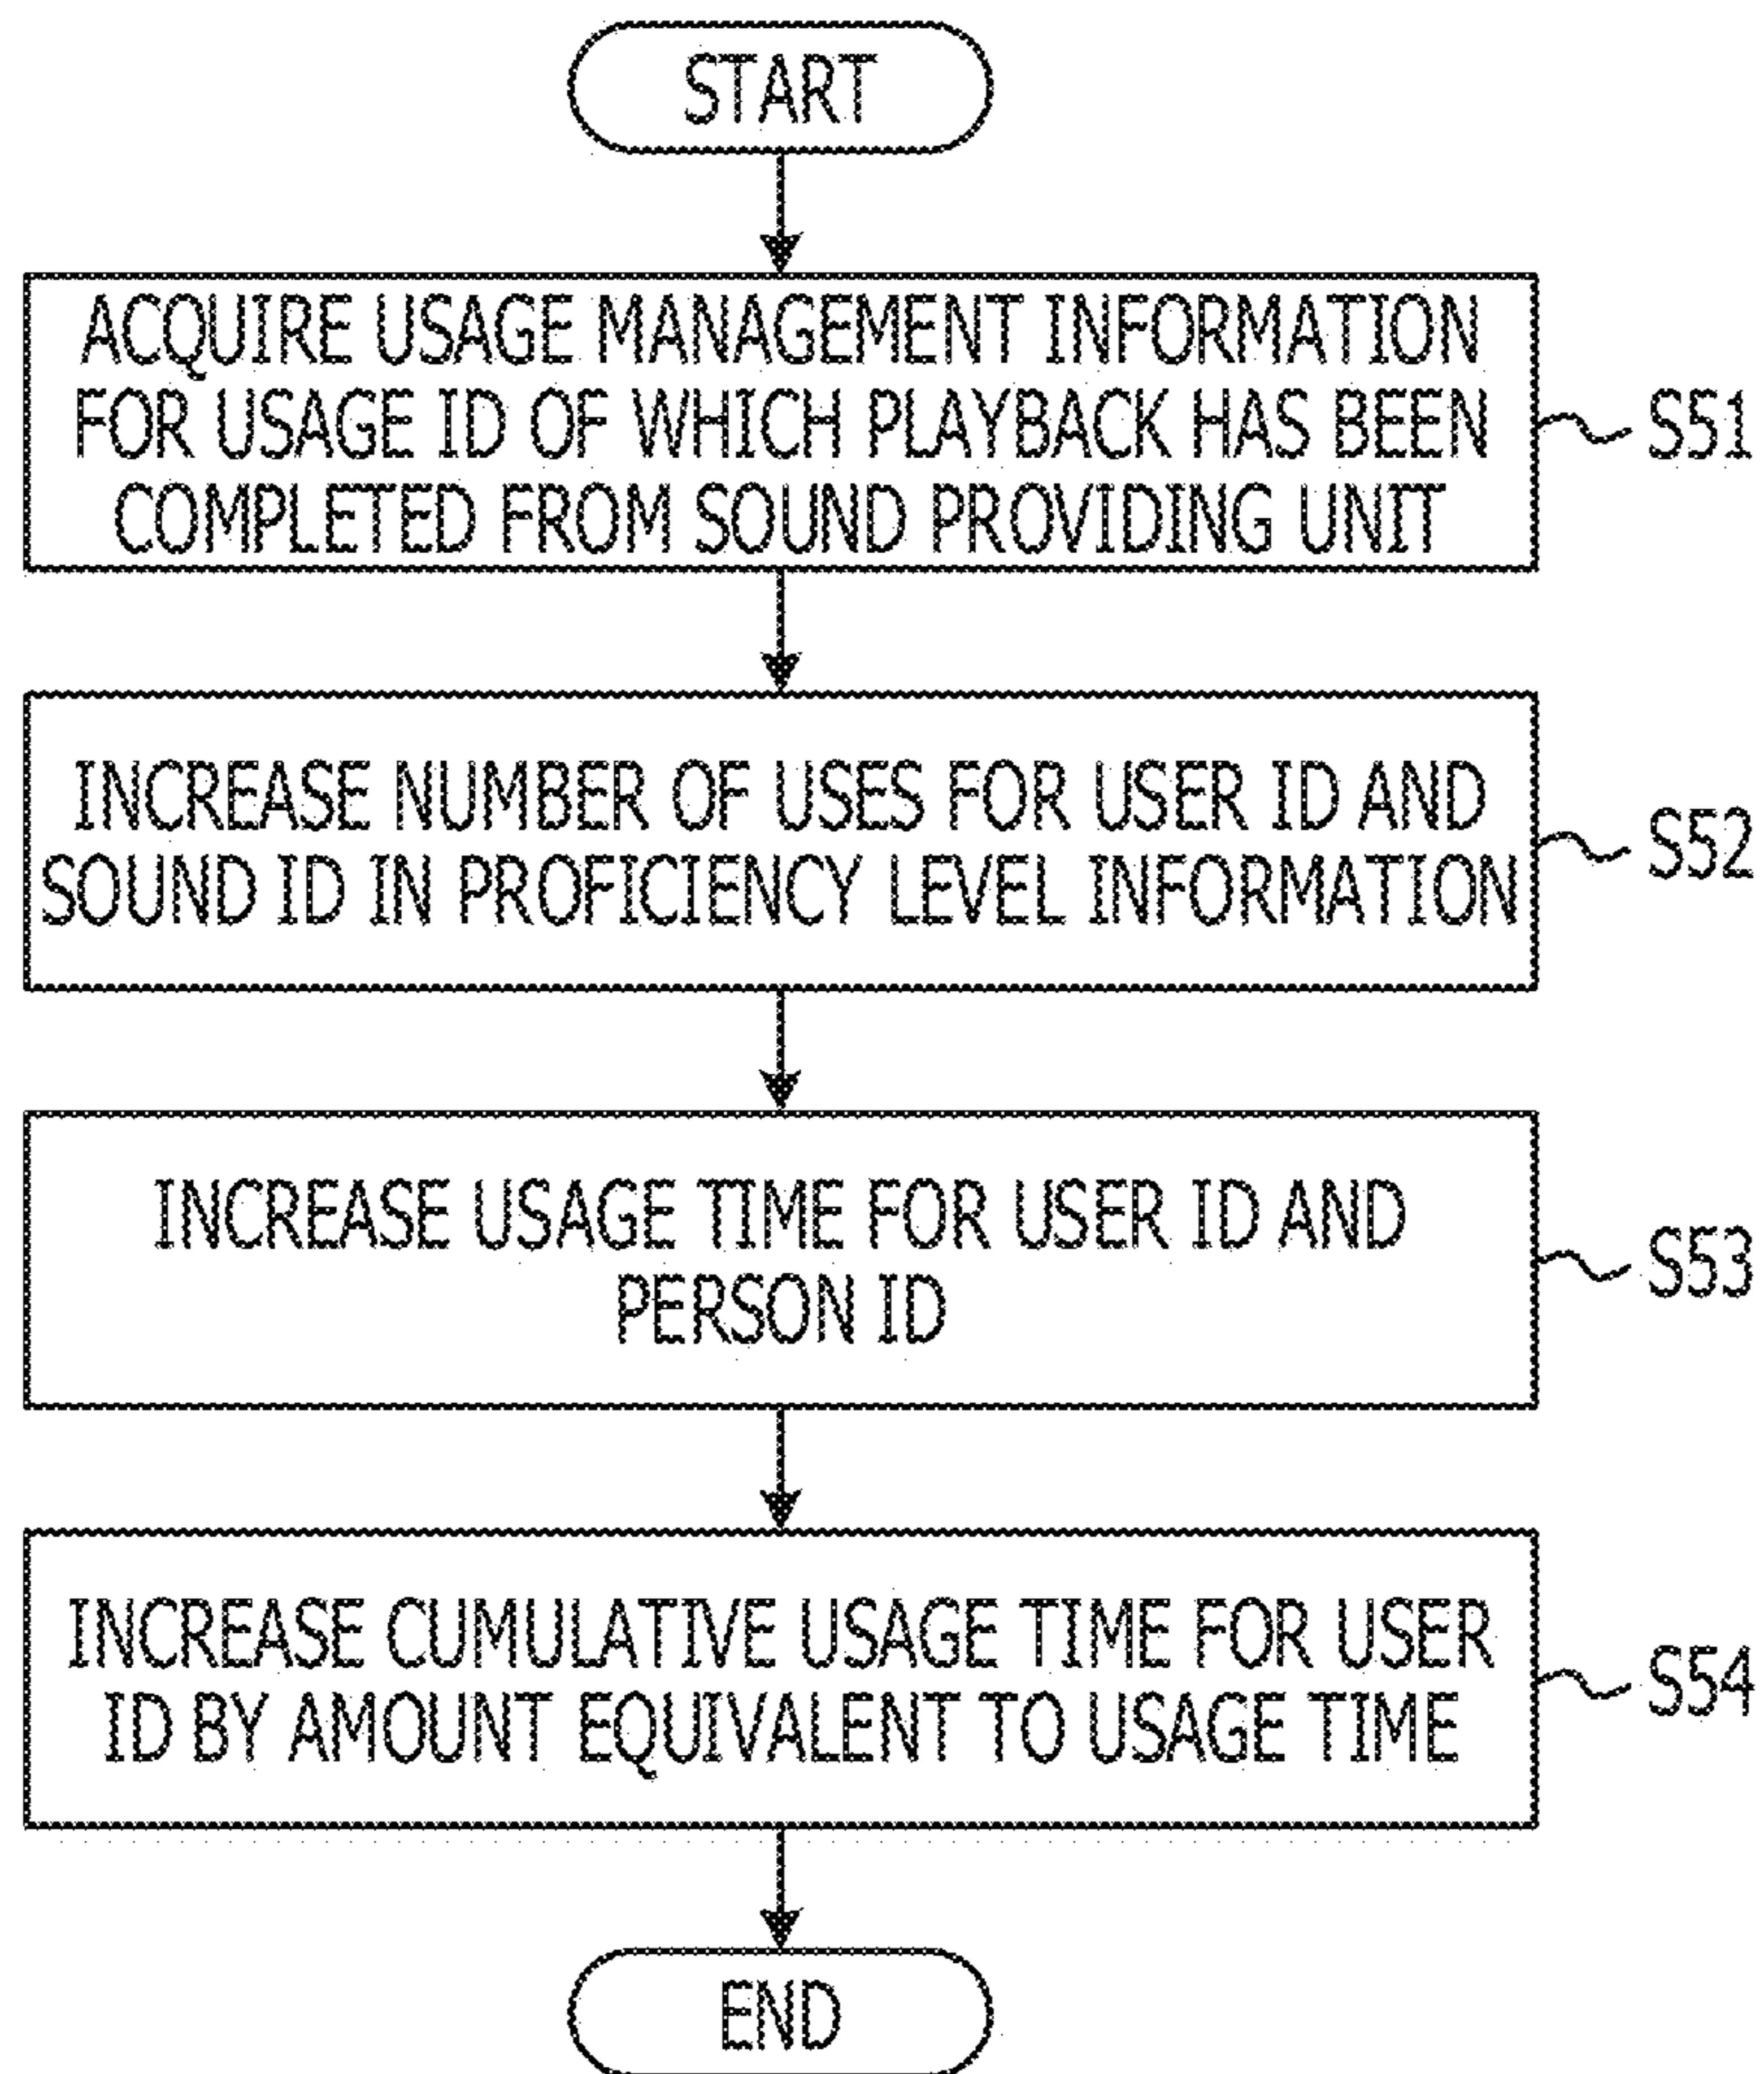 START
ACQUIRE USAGE MANAGEMENT INFORMATION
FOR USAGE ID OF WHICH PLAYBACK HAS BEEN
COMPLETED FROM SOUND PROVIDING UNIT
S51
INCREASE NUMBER OF USES FOR USER ID AND
SOUND ID IN PROFICIENCY LEVEL INFORMATION
S52
INCREASE USAGE TIME FOR USER ID AND
PERSON ID
S53
INCREASE CUMULATIVE USAGE TIME FOR USER
ID BY AMOUNT EQUIVALENT TO USAGE TIME
S54
END